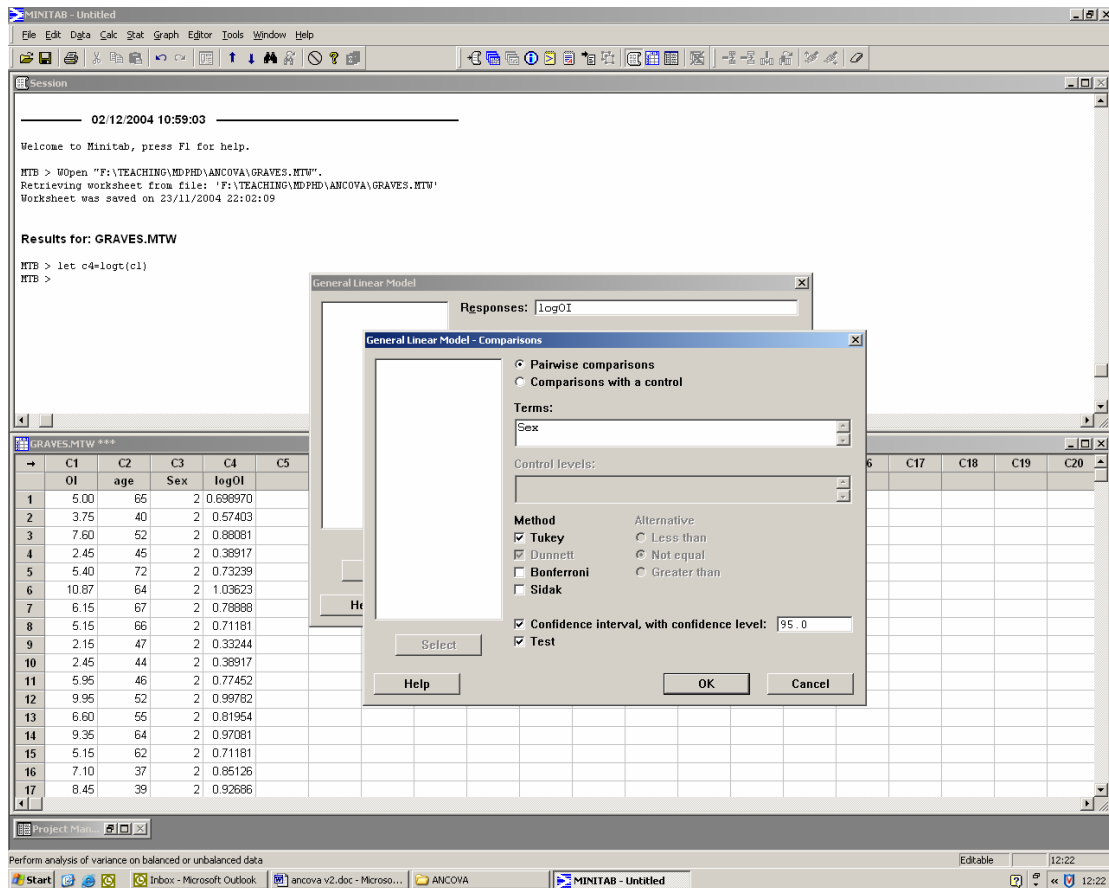 MINITAB - Untitled
File Edit Data Calc Stat Graph Editor Tools Window Help
Session
02/12/2004 10:59:03
Welcome to Minitab, press F1 for help.
MTB > WOpen "F:\TEACHING\MDPHD\ANCOVA\GRAVES.MTW".
Retrieving worksheet from file: 'F:\TEACHING\MDPHD\ANCOVA\GRAVES.MTW'
Worksheet was saved on 23/11/2004 22:02:09
Results for: GRAVES.MTW
MTB > let c4=logt(c1)
MTB >
General Linear Model
Responses: logOI
General Linear Model - Comparisons
Pairwise comparisons
Comparisons with a control
Terms:
Sex
Control levels:
Method Alternative
Tukey Less than
Dunnett Not equal
Bonferroni Greater than
Sidak
Confidence interval, with confidence level: 95.0
Test
Select
Help OK Cancel
He
GRAVES.MTW ***
C1 C2 C3 C4 C5 6 C17 C18 C19 C20
OI age Sex logOI
1 5.00 65 2 0.698970
2 3.75 40 2 0.57403
3 7.60 52 2 0.88081
4 2.45 45 2 0.38917
5 5.40 72 2 0.73239
6 10.87 64 2 1.03623
7 6.15 67 2 0.78888
8 5.15 66 2 0.71181
9 2.15 47 2 0.33244
10 2.45 44 2 0.38917
11 5.95 46 2 0.77452
12 9.95 52 2 0.99782
13 6.60 55 2 0.81954
14 9.35 64 2 0.97081
15 5.15 62 2 0.71181
16 7.10 37 2 0.85126
17 8.45 39 2 0.92686
Project Man...
Perform analysis of variance on balanced or unbalanced data Editable 12:22
Start Inbox - Microsoft Outlook ancova v2.doc - Microso... ANCOVA MINITAB - Untitled 12:22